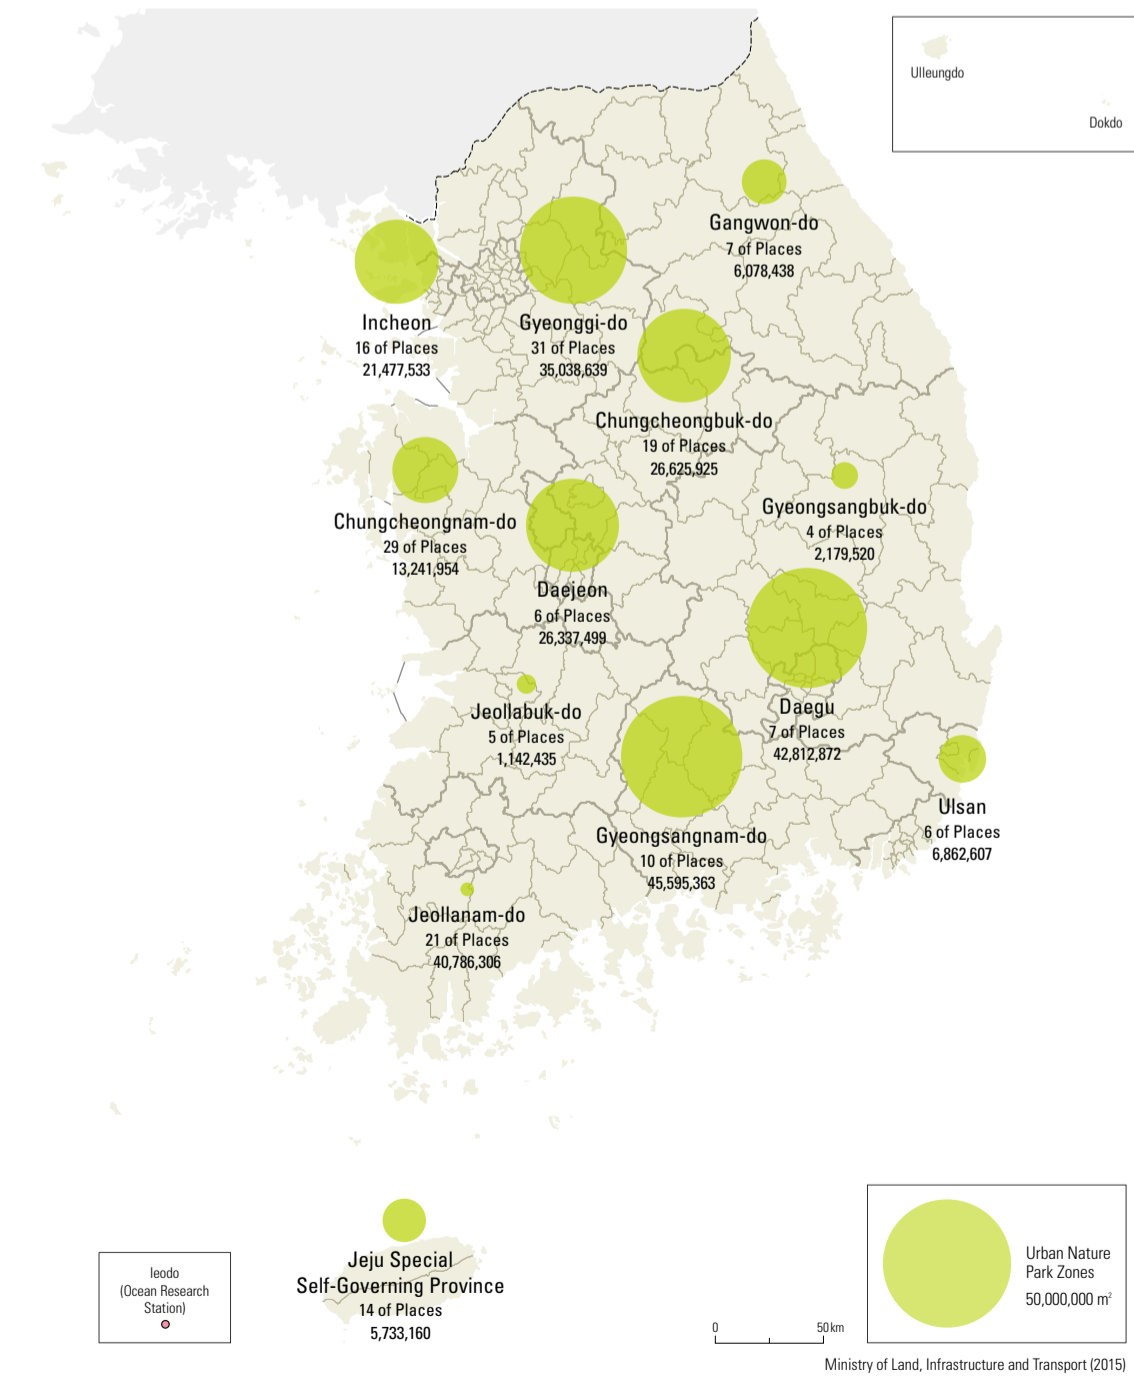 Ulleungdo
Dokdo
Gangwon-do
7 of Places
6,078,438
Incheon
16 of Places
21,477,533
Gyeonggi-do
31 of Places
35,038,639
Chungcheongbuk-do
19 of Places
26,625,925
Gyeongsangbuk-do
4 of Places
2,179,520
Chungcheongnam-do
29 of Places
13,241,954
Daejeon
6 of Places
26,337,499
Jeollabuk-do
5 of Places
1,142,435
Daegu
7 of Places
42,812,872
Ulsan
6 of Places
6,862,607
Gyeongsangnam-do
10 of Places
45,595,363
Jeollanam-do
21 of Places
40,786,306
Jeju Special
Self-Governing Province
14 of Places
5,733,160
Ieodo
(Ocean Research
Station)
0 50km
Urban Nature
Park Zones
50,000,000 m²
Ministry of Land, Infrastructure and Transport (2015)